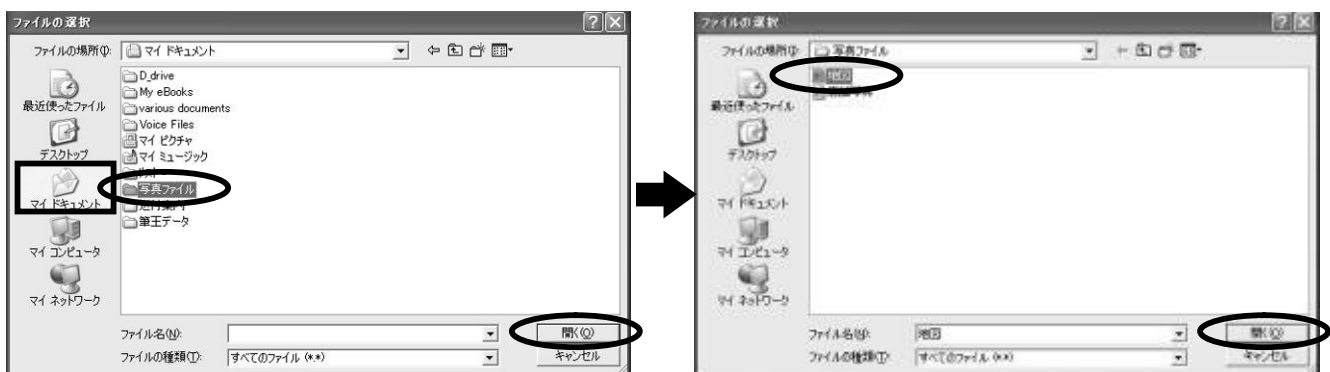 ファイルの選択
ファイルの場所(I):
マイ ドキュメント
最近使ったファイル
デスクトップ
マイ ドキュメント
マイ コンピュータ
マイ ネットワーク
D_drive
My eBooks
various documents
Voice Files
マイ ピクチャ
マイ ミュージック
写真ファイル
筆王データ
ファイル名(N):
開く(O)
ファイルの種類(T):
すべてのファイル (*.*)
キャンセル
ファイルの選択
ファイルの場所(I):
写真ファイル
最近使ったファイル
デスクトップ
マイ ドキュメント
マイ コンピュータ
マイ ネットワーク
地図
ファイル名(N):
地図
開く(O)
ファイルの種類(T):
すべてのファイル (*.*)
キャンセル